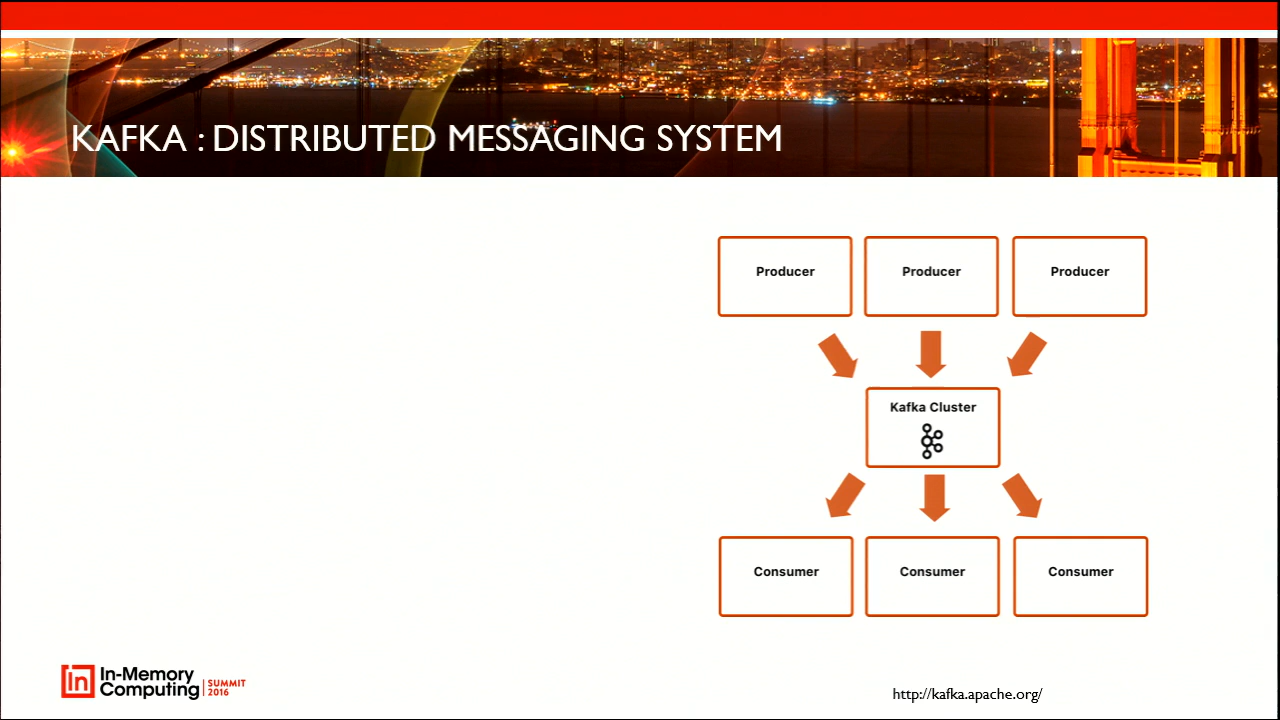 KAFKA : DISTRIBUTED MESSAGING SYSTEM
Producer
Producer
Producer
Kafka Cluster
Consumer
Consumer
Consumer
In In-Memory
Computing
SUMMIT
2016
http://kafka.apache.org/